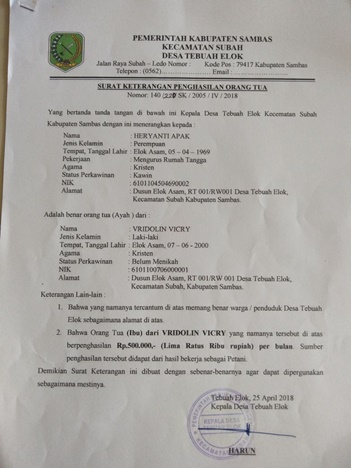 PEMERINTAH KABUPATEN SAMBAS
KECAMATAN SUBAH
DESA TEBUAH ELOK
Jalan Raya Subah – Ledo Nomor : Kode Pos : 79417 Kabupaten Sambas
Telepon : (0562)... Email :
SURAT KETERANGAN PENGHASILAN ORANG TUA
Nomor: 140 / SK / 2005 / IV / 2018
Yang bertanda tanda tangan di bawah ini Kepala Desa Tebuah Elok Kecematan Subah
Kabupaten Sambas dengan ini menerangkan kepada :
Nama : HERYANTI APAK
Jenis Kelamin : Perempuan
Tempat, Tanggal Lahir : Elok Asam, 05 – 04 – 1969
Pekerjaan : Mengurus Rumah Tangga
Agama : Kristen
Status Perkawinan : Kawin
NIK : 6101104504690002
Alamat : Dusun Elok Asam, RT 001/RW001 Desa Tebuah Elok,
Kecamatan Subah Kabupaten Sambas.
Adalah benar orang tua (Ayah ) dari :
Nama : VRIDOLIN VICRY
Jenis Kelamin : Laki-laki
Tempat, Tanggal Lahir : Elok Asam, 07 – 06 - 2000
Agama : Kristen
Status Perkawinan : Belum Menikah
NIK : 6101100706000001
Alamat : Dusun Elok Asam, RT 001/RW 001 Desa Tebuah Elok,
Kecamatan Subah, Kabupaten Sambas.
Keterangan Lain-lain :
1. Bahwa yang namanya tercantum di atas memang benar warga / penduduk Desa Tebuah
Elok sebagaimana alamat di atas.
2. Bahwa Orang Tua (Ibu) dari VRIDOLIN VICRY yang namanya tersebut di atas
berpenghasilan Rp.500.000,- (Lima Ratus Ribu rupiah) per bulan. Sumber
penghasilan tersebut didapat dari hasil bekerja sebagai Petani.
Demikian Surat Keterangan ini dibuat dengan sebenar-benarnya agar dapat dipergunakan
sebagaimana mestinya.
Tebuah Elok, 25 April 2018
Kepala Desa Tebuah Elok
KEPALA DESA
HARUN